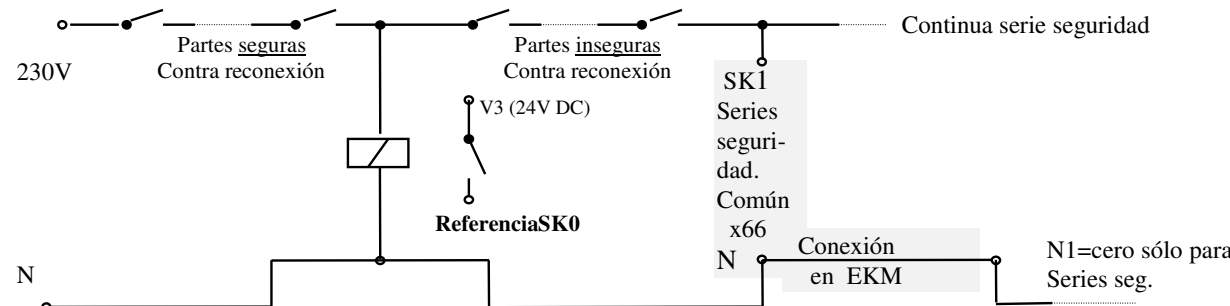 Continua serie seguridad
Partes seguras
Contra reconexión
Partes inseguras
Contra reconexión
230V
V3 (24V DC)
ReferenciaSK0
SK1
Series
seguri-
dad.
Común
x66
N
Conexión
en EKM
N1=cero sólo para
Series seg.
N